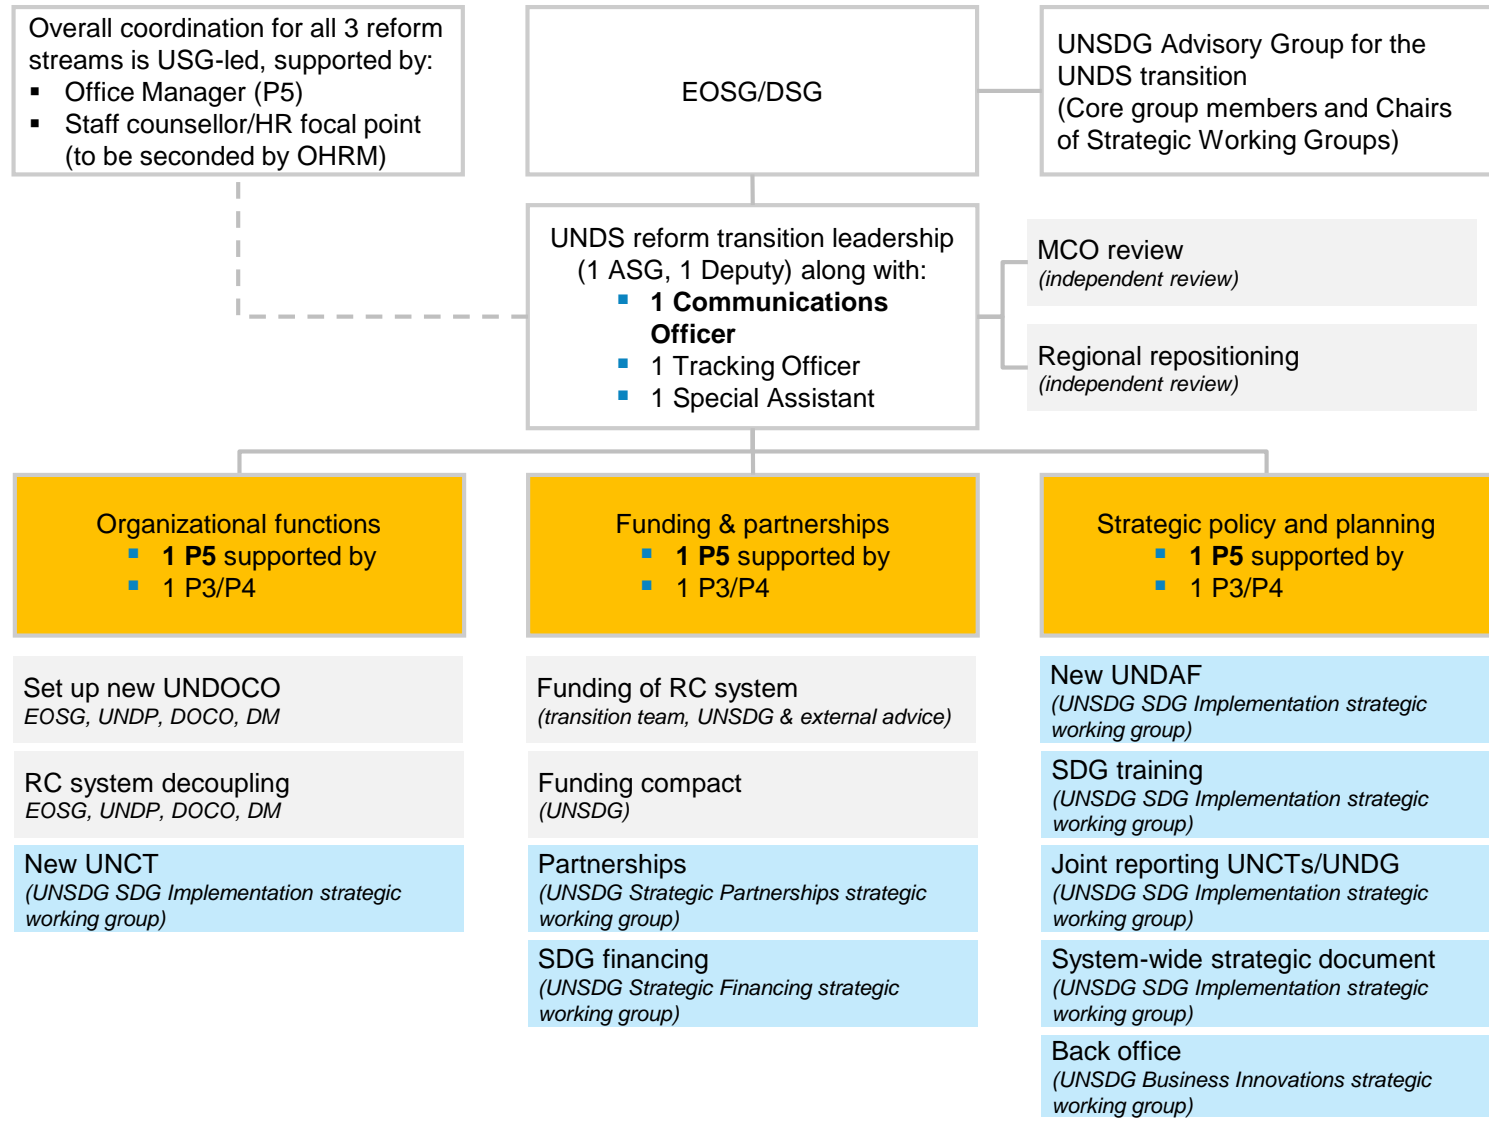 Overall coordination for all 3 reform
streams is USG-led, supported by:
▪ Office Manager (P5)
▪ Staff counsellor/HR focal point
(to be seconded by OHRM)
EOSG/DSG
UNSDG Advisory Group for the
UNDS transition
(Core group members and Chairs
of Strategic Working Groups)
UNDS reform transition leadership
(1 ASG, 1 Deputy) along with:
▪ 1 Communications
Officer
▪ 1 Tracking Officer
▪ 1 Special Assistant
MCO review
(independent review)
Regional repositioning
(independent review)
Organizational functions
▪ 1 P5 supported by
▪ 1 P3/P4
Set up new UNDOCO
EOSG, UNDP, DOCO, DM
RC system decoupling
EOSG, UNDP, DOCO, DM
New UNCT
(UNSDG SDG Implementation strategic
working group)
Funding & partnerships
▪ 1 P5 supported by
▪ 1 P3/P4
Funding of RC system
(transition team, UNSDG & external advice)
Funding compact
(UNSDG)
Partnerships
(UNSDG Strategic Partnerships strategic
working group)
SDG financing
(UNSDG Strategic Financing strategic
working group)
Strategic policy and planning
▪ 1 P5 supported by
▪ 1 P3/P4
New UNDAF
(UNSDG SDG Implementation strategic
working group)
SDG training
(UNSDG SDG Implementation strategic
working group)
Joint reporting UNCTs/UNDG
(UNSDG SDG Implementation strategic
working group)
System-wide strategic document
(UNSDG SDG Implementation strategic
working group)
Back office
(UNSDG Business Innovations strategic
working group)